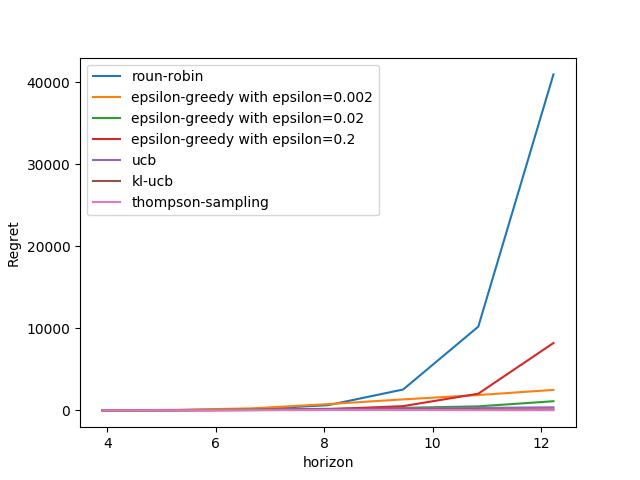 roun-robin
epsilon-greedy with epsilon=0.002
epsilon-greedy with epsilon=0.02
epsilon-greedy with epsilon=0.2
ucb
kl-ucb
thompson-sampling
Regret
40000
30000
20000
10000
0
4 6 8 10 12
horizon